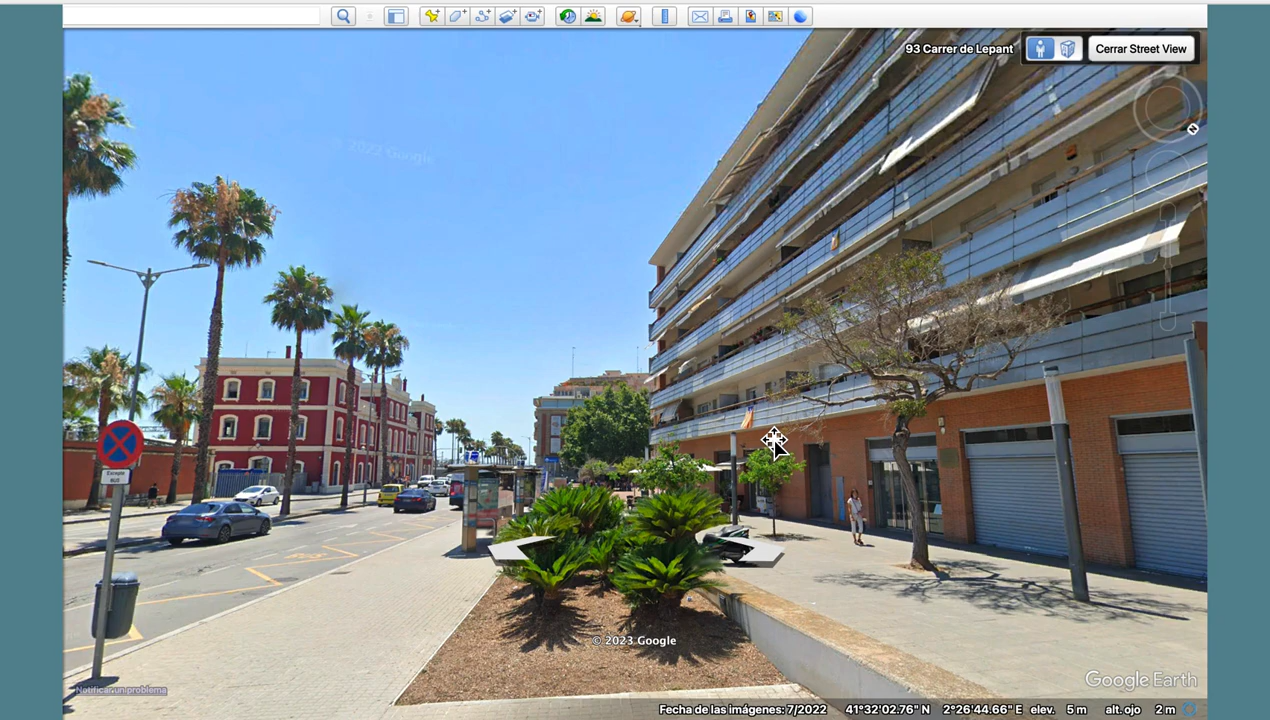 93 Carrer de Lepant
Cerrar Street View
© 2022 Google
Excepte
BUS
© 2023 Google
Notificar un problema
Google Earth
Fecha de las imágenes: 7/2022 41°32'02.76" N 2°26'44.66" E elev. 5 m alt. ojo 2 m